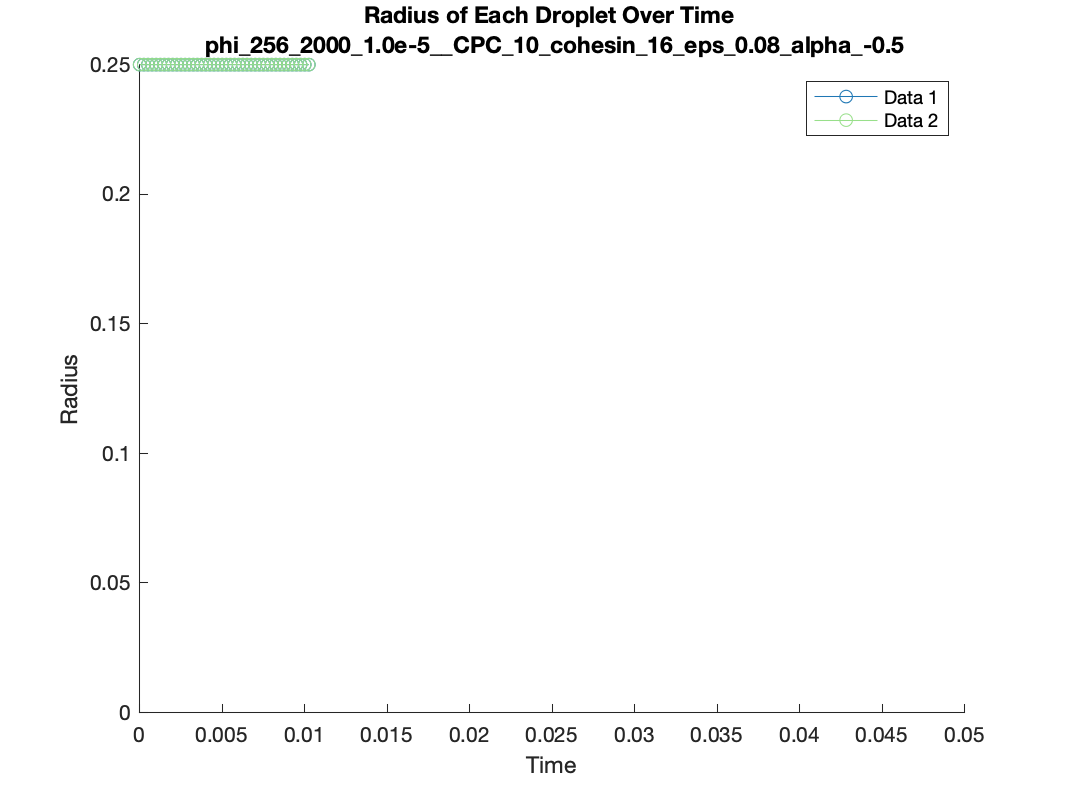 Radius of Each Droplet Over Time
phi_256_2000_1.0e-5__CPC_10_cohesin_16_eps_0.08_alpha_-0.5
0.25
0.2
0.15
0.1
0.05
0
Radius
Data 1
Data 2
0 0.005 0.01 0.015 0.02 0.025 0.03 0.035 0.04 0.045 0.05
Time